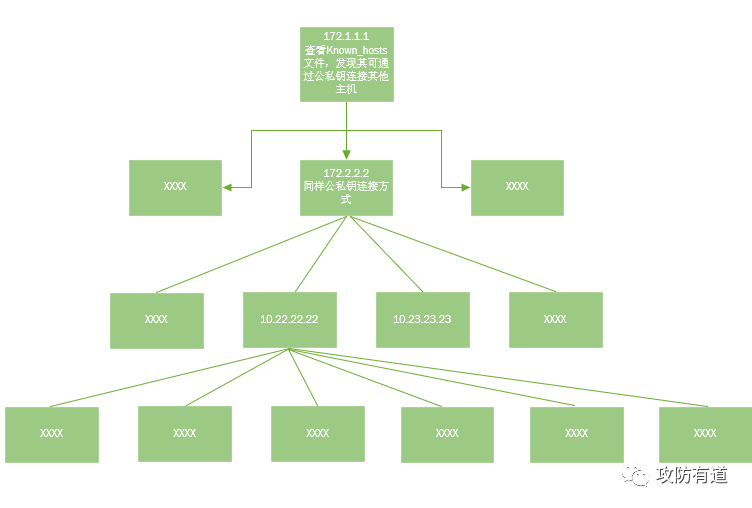 172.1.1.1
查看Known_hosts
文件，发现其可通
过公私钥连接其他
主机
XXXX
172.2.2.2
同样公私钥连接方
式
XXXX
XXXX
10.22.22.22
10.23.23.23
XXXX
XXXX
XXXX
XXXX
XXXX
XXXX
XXXX
攻防有道